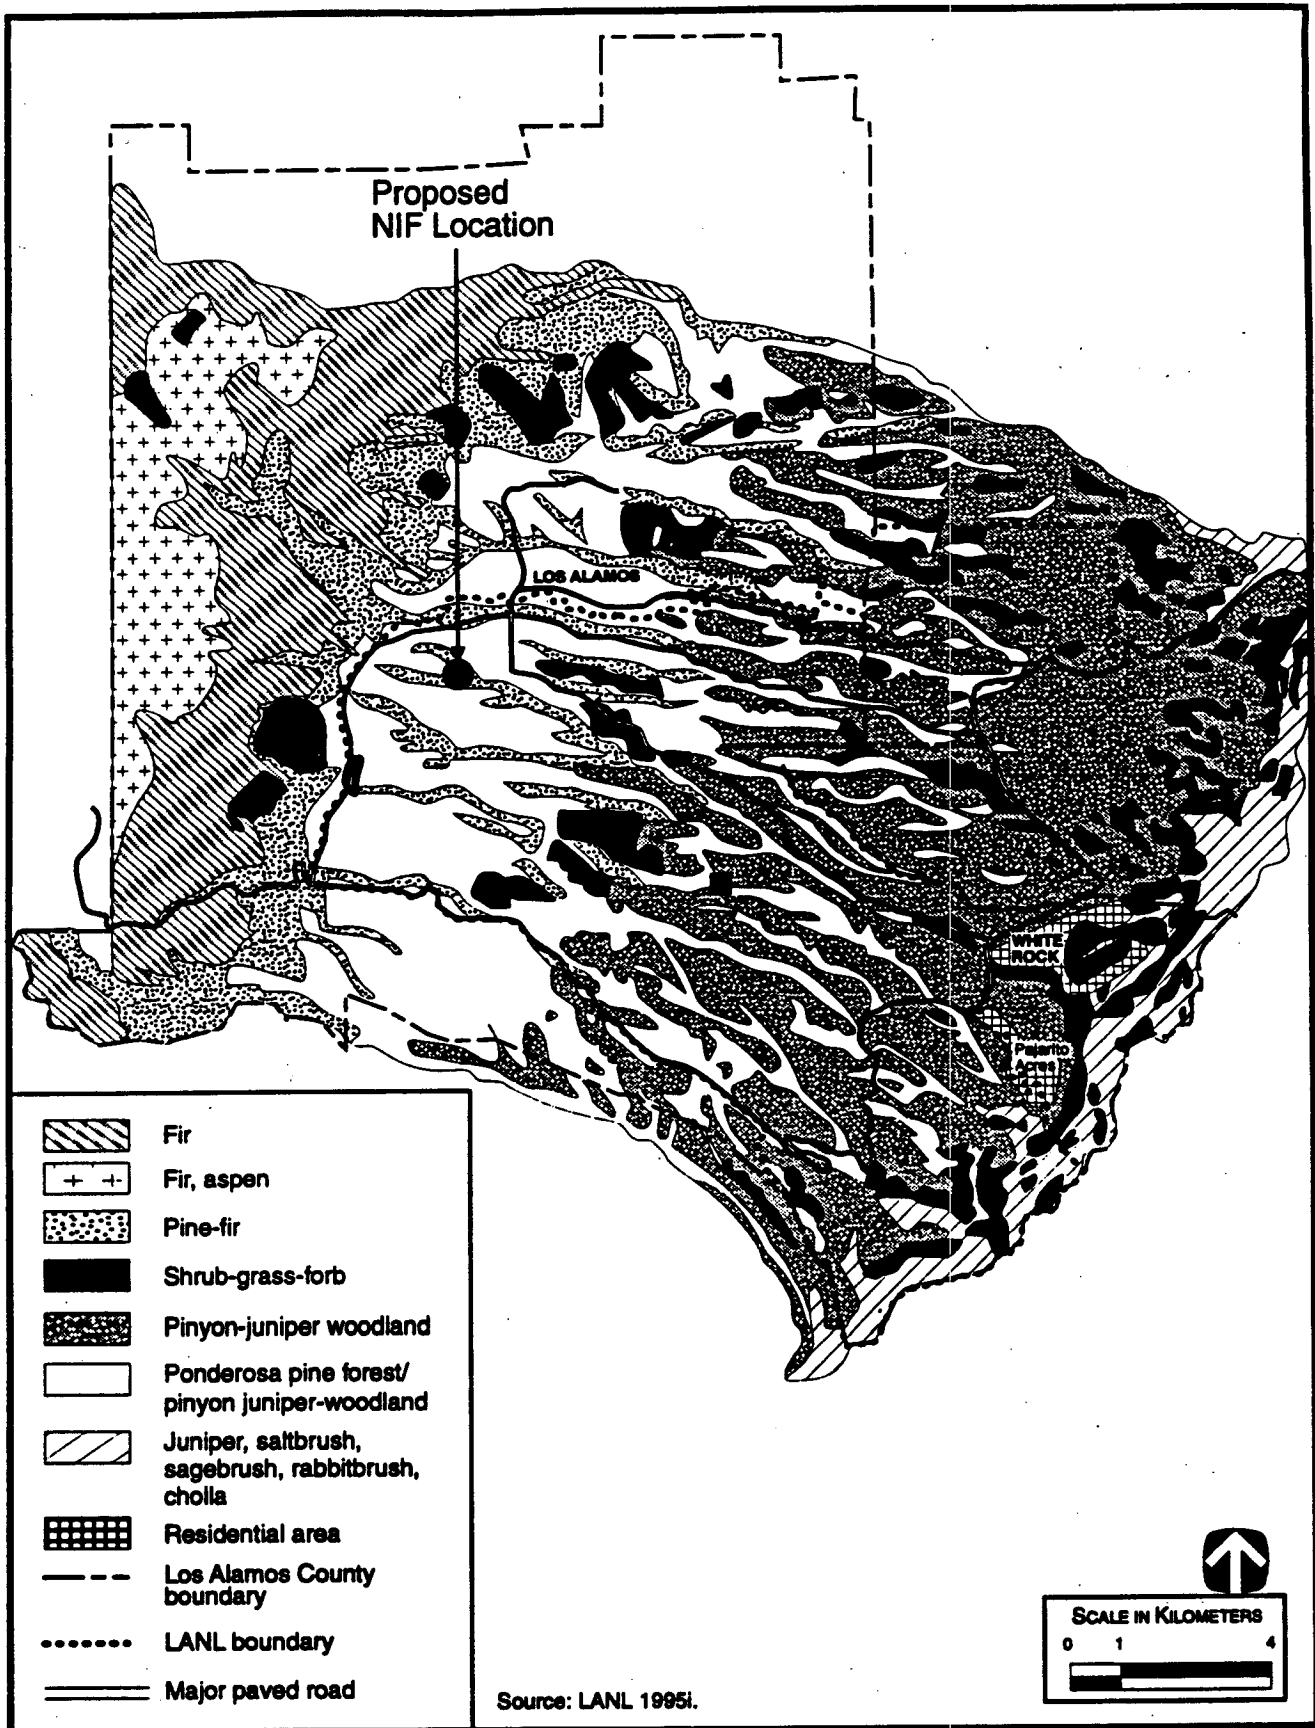 Proposed
NIF Location
LOS ALAMOS
WHITE
ROCK
Pajarito
Acres
Fir
Fir, aspen
Pine-fir
Shrub-grass-forb
Pinyon-juniper woodland
Ponderosa pine forest/
pinyon juniper-woodland
Juniper, saltbrush,
sagebrush, rabbitbrush,
cholla
Residential area
Los Alamos County
boundary
LANL boundary
Major paved road
SCALE IN KILOMETERS
0 1 4
Source: LANL 1995i.